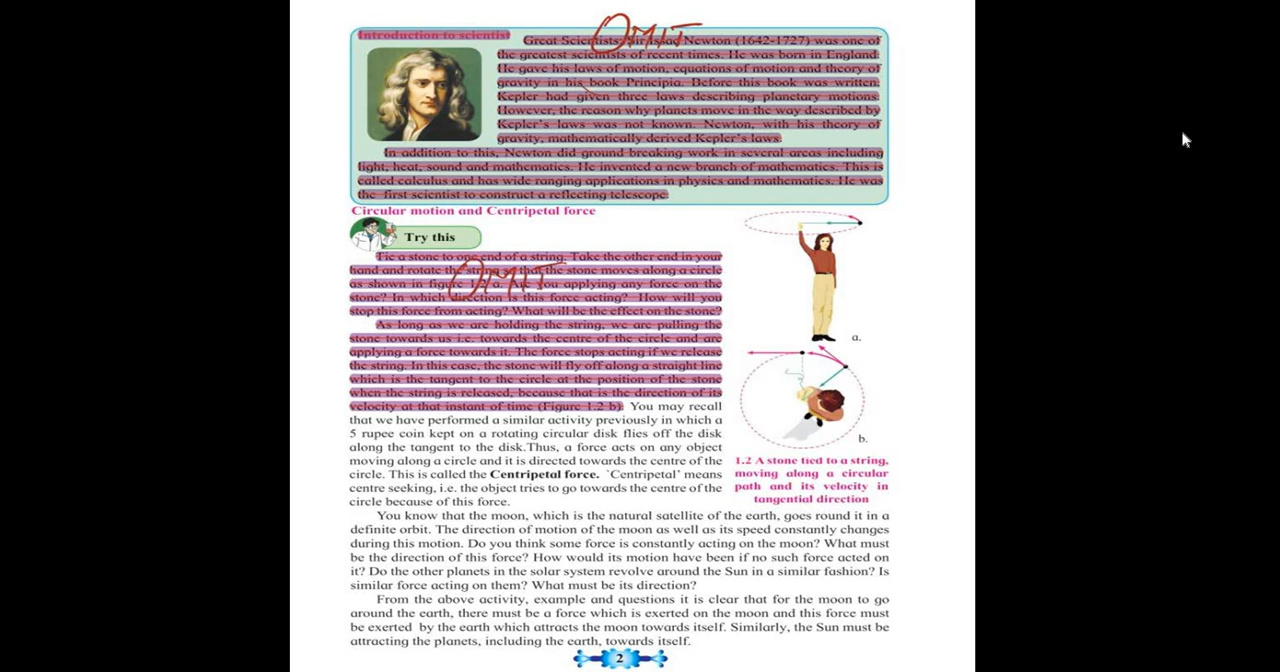 OMIT
Introduction to scientist
Great Scientists: Sir Isaac Newton (1642-1727) was one of
the greatest scientists of recent times. He was born in England.
He gave his laws of motion, equations of motion and theory of
gravity in his book Principia. Before this book was written,
Kepler had given three laws describing planetary motions.
However, the reason why planets move in the way described by
Kepler's laws was not known. Newton, with his theory of
gravity, mathematically derived Kepler's laws.
In addition to this, Newton did ground breaking work in several areas including
light, heat, sound and mathematics. He invented a new branch of mathematics. This is
called calculus and has wide ranging applications in physics and mathematics. He was
the first scientist to construct a reflecting telescope.
Circular motion and Centripetal force
Try this
Tie a stone to one end of a string. Take the other end in your
hand and rotate the string so that the stone moves along a circle
as shown in figure 1.2 a. Are you applying any force on the
stone? In which direction is this force acting? How will you
stop this force from acting? What will be the effect on the stone?
OMIT
As long as we are holding the string, we are pulling the
stone towards us i.e. towards the centre of the circle and are
applying a force towards it. The force stops acting if we release
the string. In this case, the stone will fly off along a straight line
which is the tangent to the circle at the position of the stone
when the string is released, because that is the direction of its
velocity at that instant of time (Figure 1.2 b). You may recall
that we have performed a similar activity previously in which a
5 rupee coin kept on a rotating circular disk flies off the disk
along the tangent to the disk.Thus, a force acts on any object
moving along a circle and it is directed towards the centre of the
circle. This is called the Centripetal force. `Centripetal' means
centre seeking, i.e. the object tries to go towards the centre of the
circle because of this force.
a.
b.
1.2 A stone tied to a string,
moving along a circular
path and its velocity in
tangential direction
You know that the moon, which is the natural satellite of the earth, goes round it in a
definite orbit. The direction of motion of the moon as well as its speed constantly changes
during this motion. Do you think some force is constantly acting on the moon? What must
be the direction of this force? How would its motion have been if no such force acted on
it? Do the other planets in the solar system revolve around the Sun in a similar fashion? Is
similar force acting on them? What must be its direction?
From the above activity, example and questions it is clear that for the moon to go
around the earth, there must be a force which is exerted on the moon and this force must
be exerted by the earth which attracts the moon towards itself. Similarly, the Sun must be
attracting the planets, including the earth, towards itself.
2